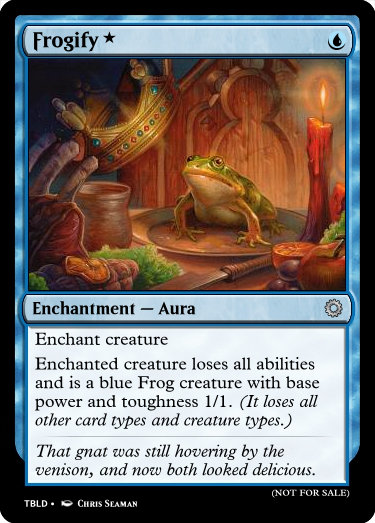 Frogify ★
Enchantment — Aura
Enchant creature
Enchanted creature loses all abilities
and is a blue Frog creature with base
power and toughness 1/1. (It loses all
other card types and creature types.)
That gnat was still hovering by the
venison, and now both looked delicious.
(NOT FOR SALE)
TBLD • Chris Seaman